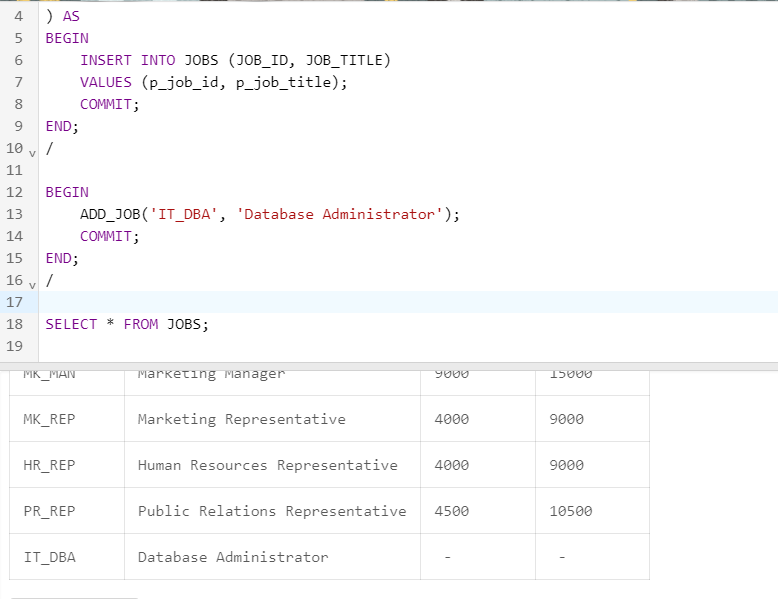 4 ) AS
5 BEGIN
6 INSERT INTO JOBS (JOB_ID, JOB_TITLE)
7 VALUES (p_job_id, p_job_title);
8 COMMIT;
9 END;
10 v /
11
12 BEGIN
13 ADD_JOB('IT_DBA', 'Database Administrator');
14 COMMIT;
15 END;
16 v /
17
18 SELECT * FROM JOBS;
19
MK_MAN Marketing Manager 9000 15000
MK_REP Marketing Representative 4000 9000
HR_REP Human Resources Representative 4000 9000
PR_REP Public Relations Representative 4500 10500
IT_DBA Database Administrator - -